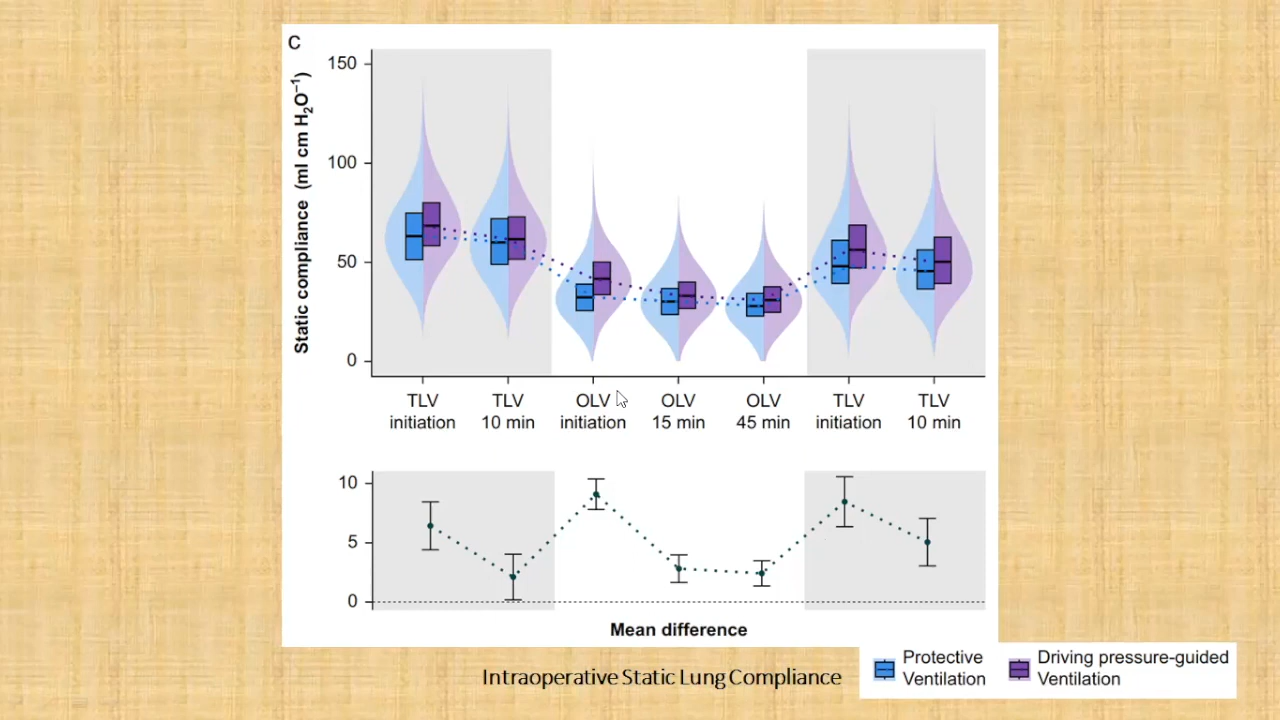 C
Static compliance (ml cm H₂O⁻¹)
150
100
50
0
TLV initiation
TLV 10 min
OLV initiation
OLV 15 min
OLV 45 min
TLV initiation
TLV 10 min
10
5
0
Mean difference
Intraoperative Static Lung Compliance
Protective
Ventilation
Driving pressure-guided
Ventilation